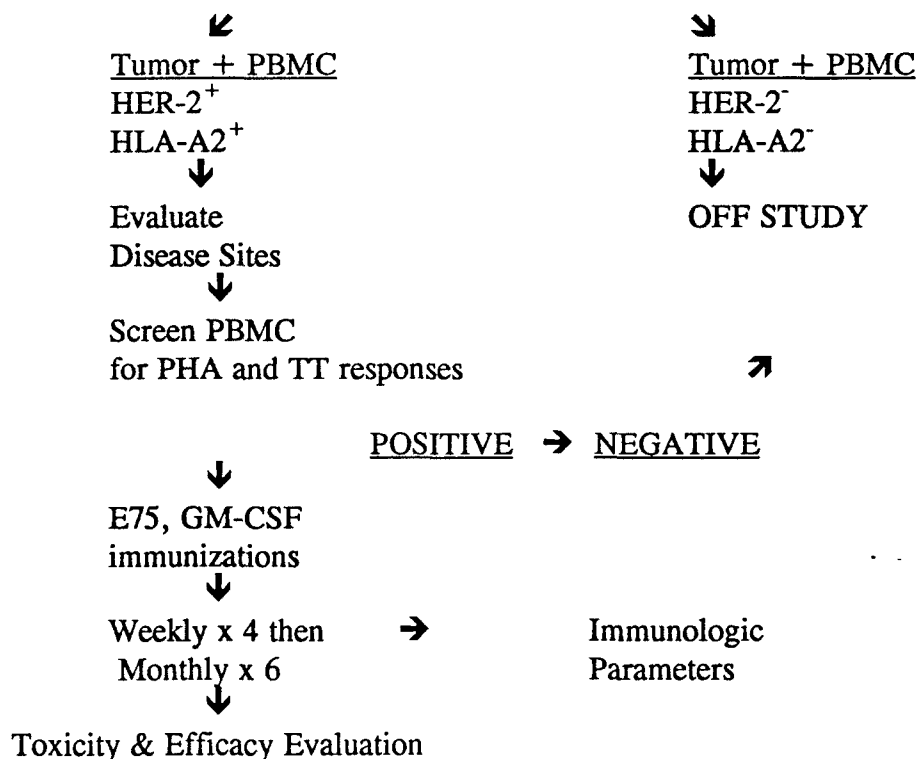 Tumor + PBMC
HER-2⁺
HLA-A2⁺
Evaluate
Disease Sites
Screen PBMC
for PHA and TT responses
Tumor + PBMC
HER-2⁻
HLA-A2⁻
OFF STUDY
POSITIVE ➔ NEGATIVE
E75, GM-CSF
immunizations
Weekly x 4 then
Monthly x 6
Immunologic
Parameters
Toxicity & Efficacy Evaluation